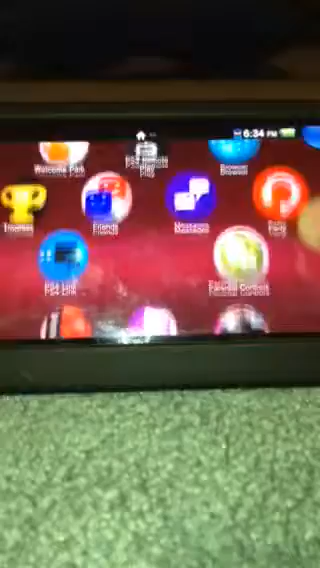 6:34 PM
Welcome Park
PS4 Remote
Play
Browser
Trophies
Friends
Messages
Party
PS4 Link
Parental Controls